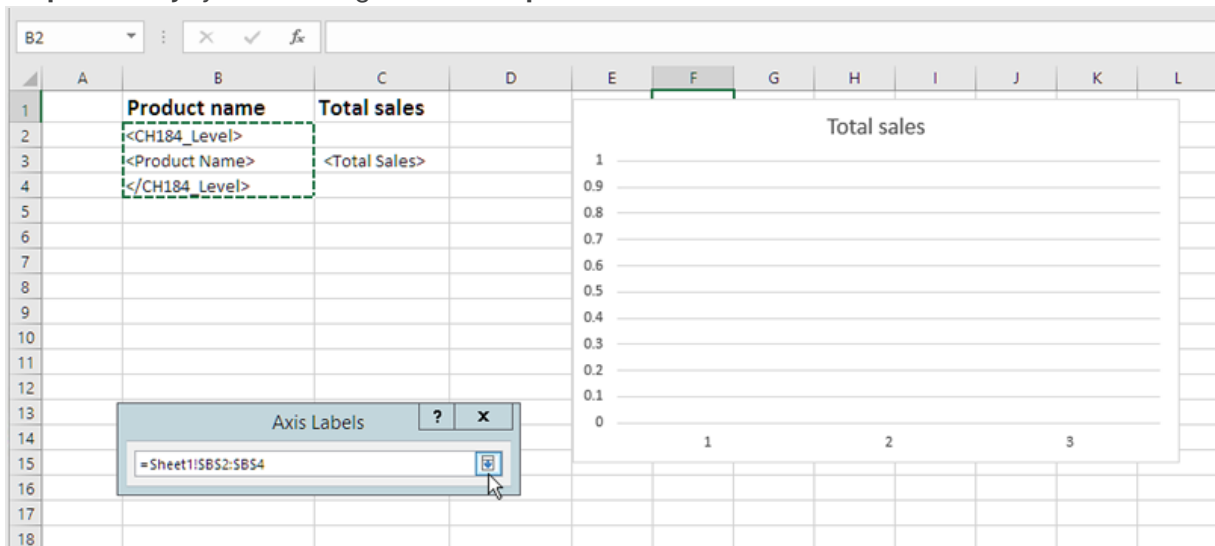 B2 fx
A B C D E F G H I J K L
1 Product name Total sales
2 <CH184_Level>
3 <Product Name> <Total Sales>
4 </CH184_Level>
5
6
7
8
9
10
11
12
13
14
15
16
17
18
Total sales
1
0.9
0.8
0.7
0.6
0.5
0.4
0.3
0.2
0.1
0
1 2 3
Axis Labels ? x
=Sheet1!$B$2:$B$4